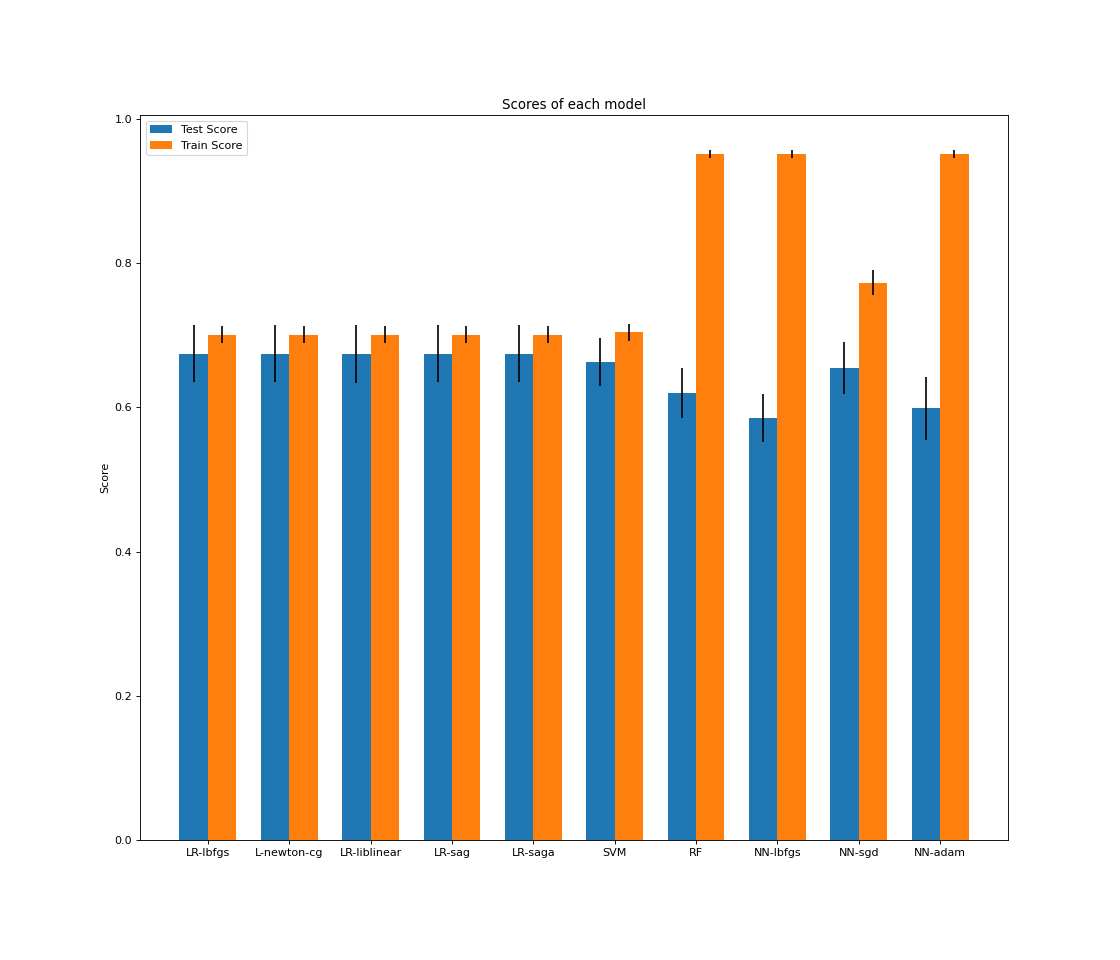 Scores of each model
Test Score
Train Score
1.0
0.8
0.6
0.4
0.2
0.0
Score
LR-lbfgs L-newton-cg LR-liblinear LR-sag LR-saga SVM RF NN-lbfgs NN-sgd NN-adam